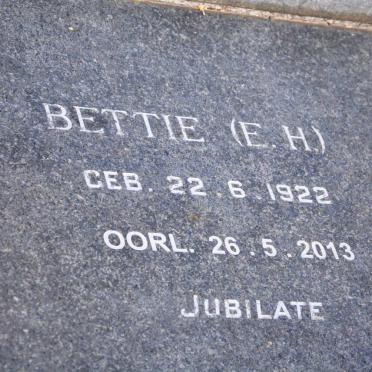 BETTIE (E.H.)
GEB. 22.6.1922
OORL. 26.5.2013
JUBILATE